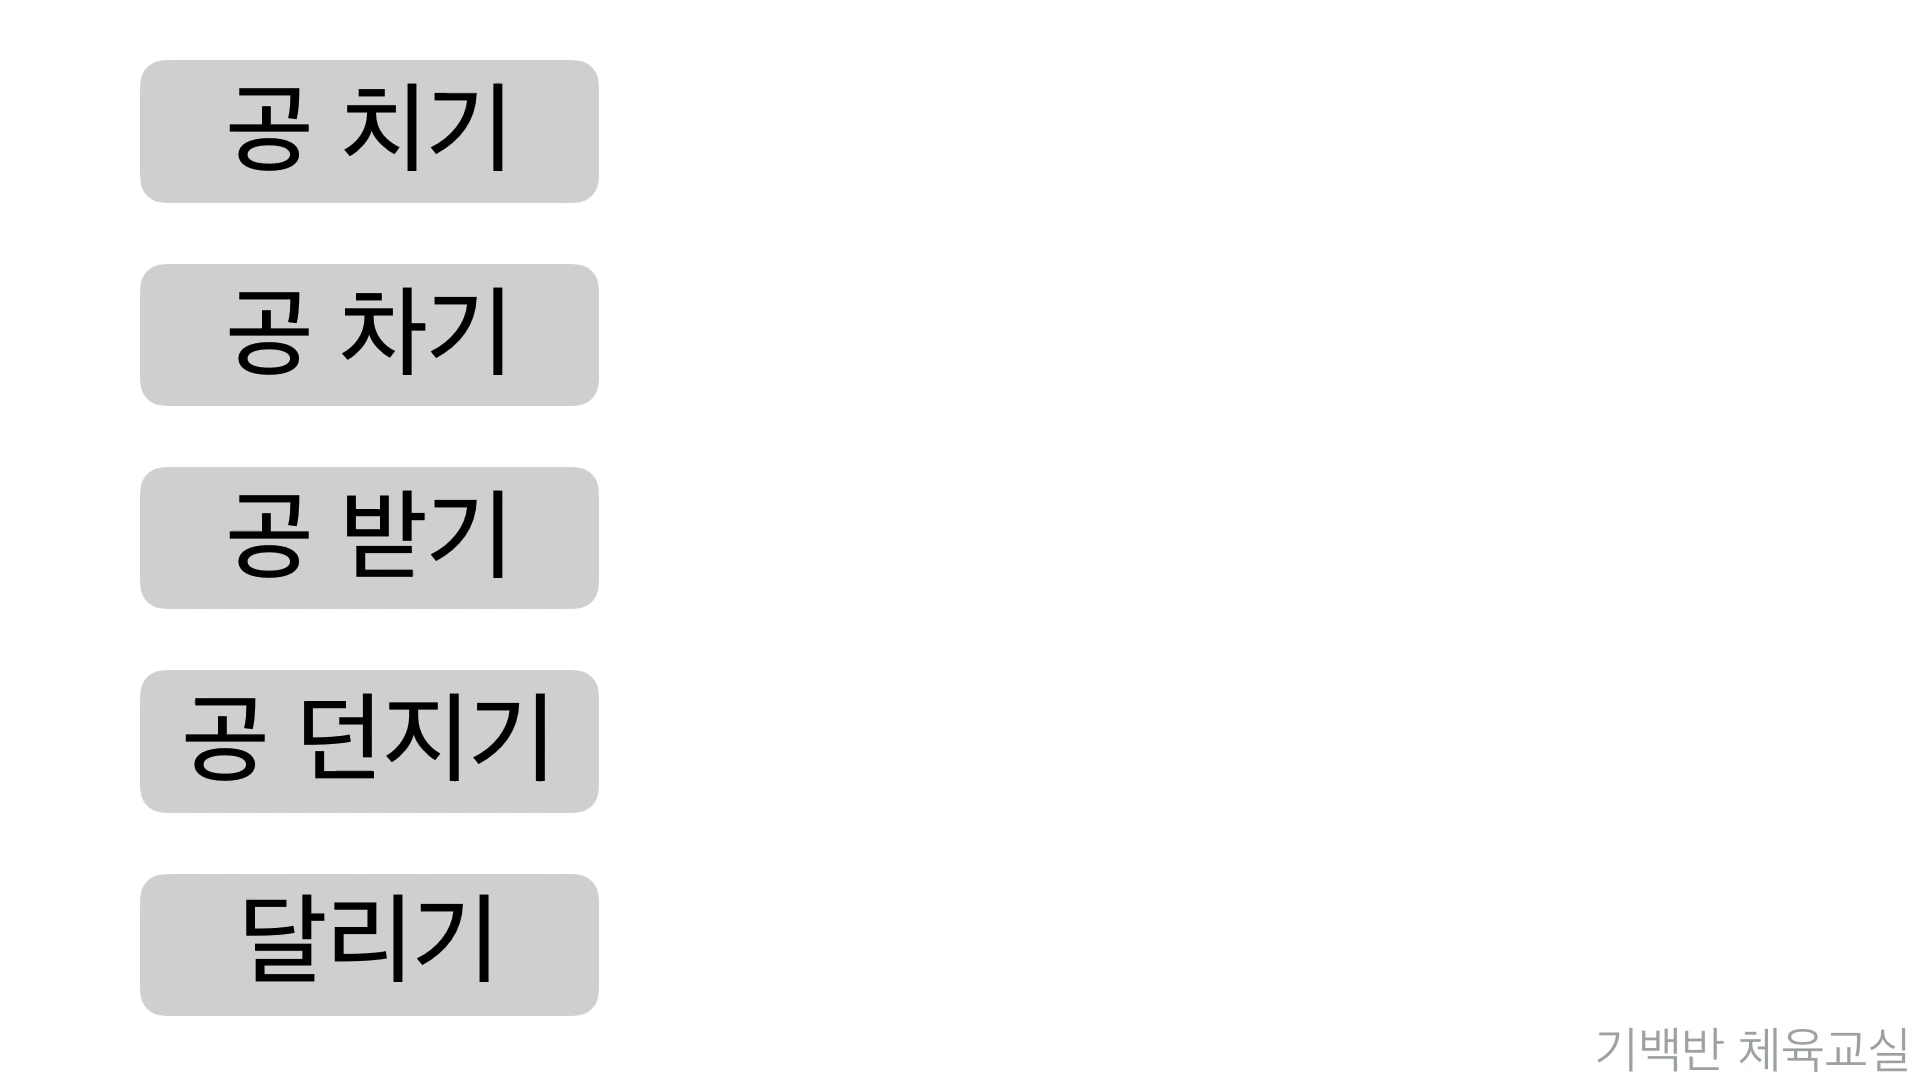 공 치기
공 차기
공 받기
공 던지기
달리기
기백반 체육교실